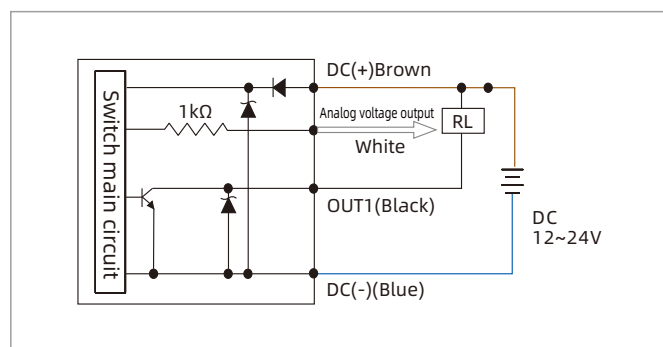 DC(+)Brown
Switch main circuit
1kΩ
Analog voltage output
RL
White
OUT1(Black)
DC
12~24V
DC(-)(Blue)